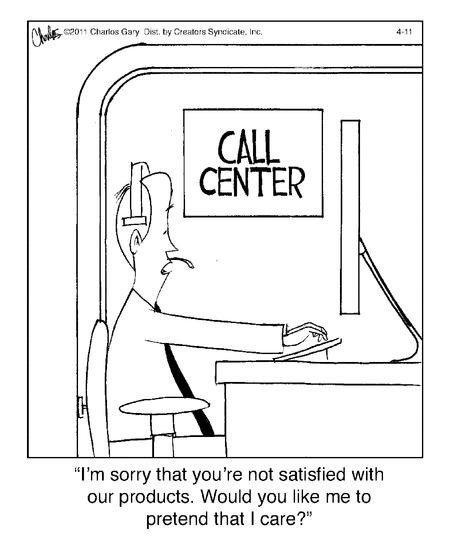 Charles ©2011 Charlos Gary. Dist. by Creators Syndicate, Inc. 4-11
CALL
CENTER
“I’m sorry that you’re not satisfied with
our products. Would you like me to
pretend that I care?”